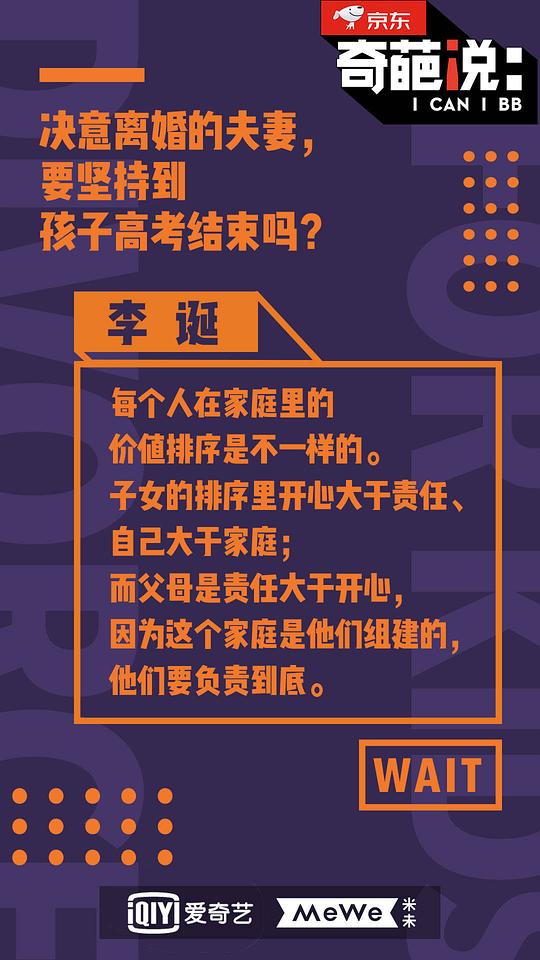 京东
奇葩说:
I CAN I BB
决意离婚的夫妻，
要坚持到
孩子高考结束吗？
李诞
每个人在家庭里的
价值排序是不一样的。
子女的排序里开心大于责任、
自己大于家庭；
而父母是责任大于开心，
因为这个家庭是他们组建的，
他们要负责到底。
WAIT
DIVORCE
FOR KIDS
iQIYI 爱奇艺
MeWe 米未